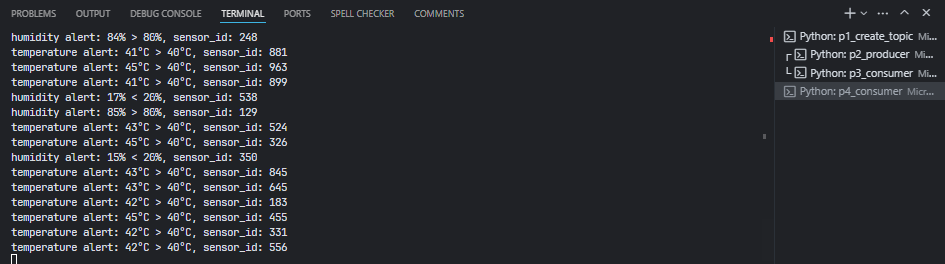 PROBLEMS OUTPUT DEBUG CONSOLE TERMINAL PORTS SPELL CHECKER COMMENTS
humidity alert: 84% > 80%, sensor_id: 248
temperature alert: 41°C > 40°C, sensor_id: 881
temperature alert: 45°C > 40°C, sensor_id: 963
temperature alert: 41°C > 40°C, sensor_id: 899
humidity alert: 17% < 20%, sensor_id: 538
humidity alert: 85% > 80%, sensor_id: 129
temperature alert: 43°C > 40°C, sensor_id: 524
temperature alert: 45°C > 40°C, sensor_id: 326
humidity alert: 15% < 20%, sensor_id: 350
temperature alert: 43°C > 40°C, sensor_id: 845
temperature alert: 43°C > 40°C, sensor_id: 645
temperature alert: 42°C > 40°C, sensor_id: 183
temperature alert: 45°C > 40°C, sensor_id: 455
temperature alert: 42°C > 40°C, sensor_id: 331
temperature alert: 42°C > 40°C, sensor_id: 556
Python: p1_create_topic Mic...
Python: p2_producer Micr...
Python: p3_consumer Mic...
Python: p4_consumer Micr...